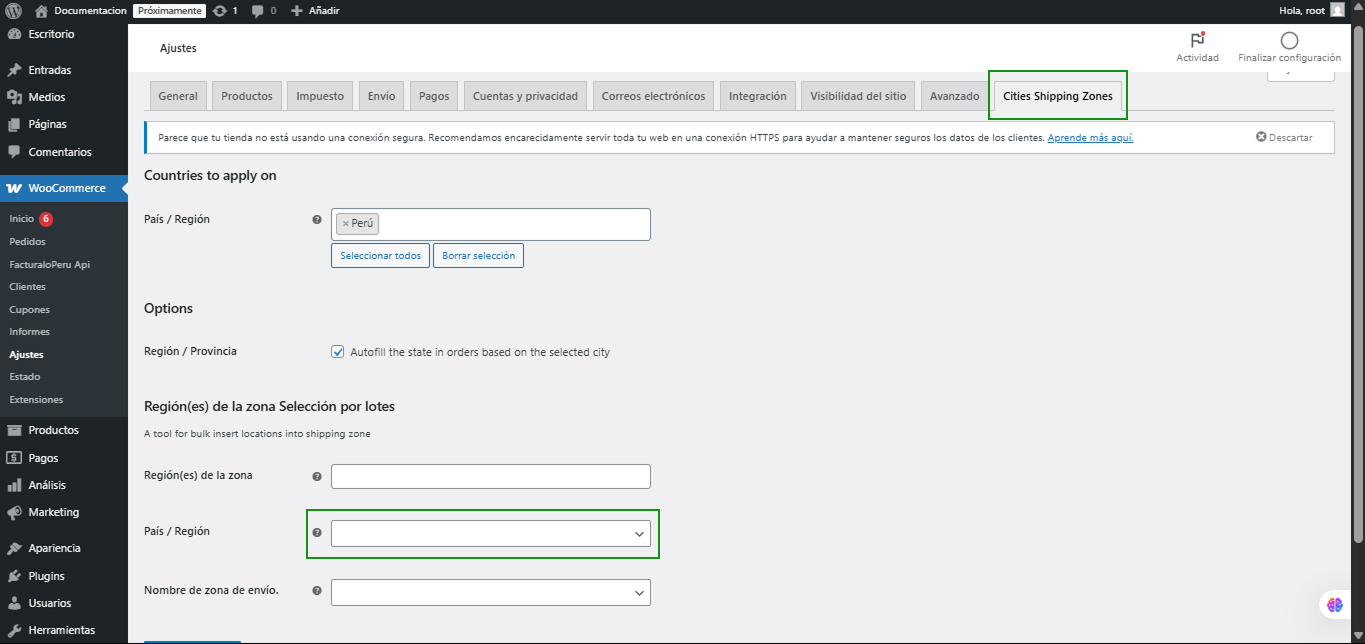 Documentacion Próximamente 1 0 Añadir Hola, root
Escritorio
Entradas
Medios
Páginas
Comentarios
WooCommerce
Inicio 6
Pedidos
FacturaloPeru Api
Clientes
Cupones
Informes
Ajustes
Estado
Extensiones
Productos
Pagos
Análisis
Marketing
Apariencia
Plugins
Usuarios
Herramientas
Ajustes
Actividad
Finalizar configuración
General Productos Impuesto Envío Pagos Cuentas y privacidad Correos electrónicos Integración Visibilidad del sitio Avanzado Cities Shipping Zones
Parece que tu tienda no está usando una conexión segura. Recomendamos encarecidamente servir toda tu web en una conexión HTTPS para ayudar a mantener seguros los datos de los clientes. Aprende más aquí. Descartar
Countries to apply on
País / Región × Perú
Seleccionar todos Borrar selección
Options
Región / Provincia Autofill the state in orders based on the selected city
Región(es) de la zona Selección por lotes
A tool for bulk insert locations into shipping zone
Región(es) de la zona
País / Región
Nombre de zona de envío.